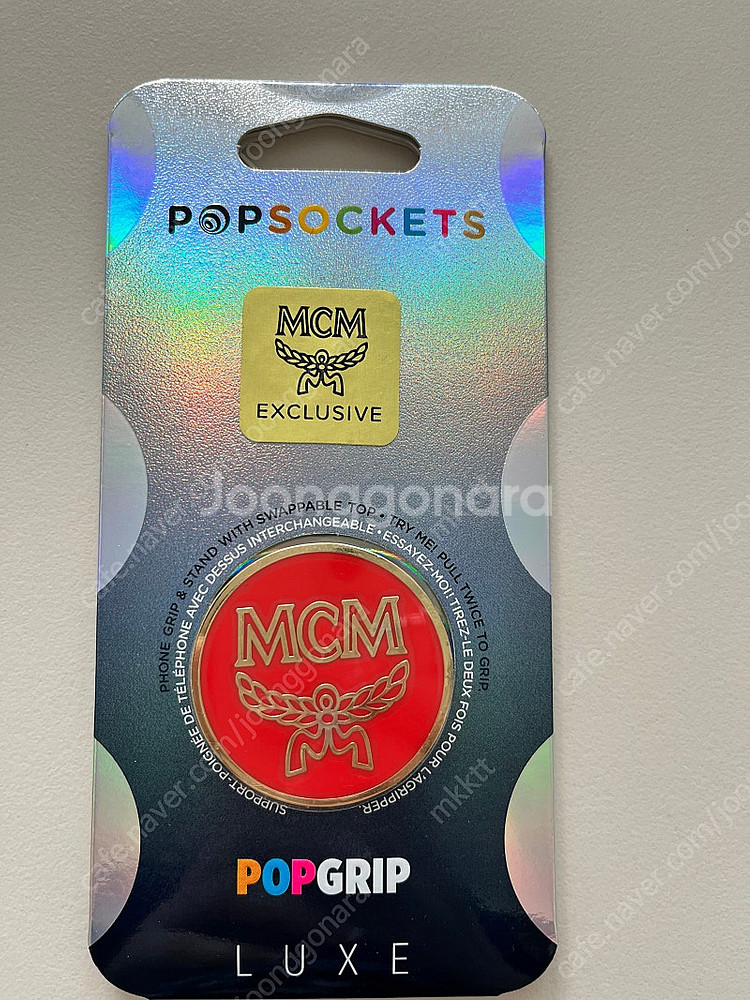 POPSOCKETS
MCM
EXCLUSIVE
Joonggonara
PHONE GRIP & STAND WITH SWAPPABLE TOP • TRY ME! PULL TWICE TO GRIP.
SUPPORT-POIGNÉE DE TÉLÉPHONE AVEC DESSUS INTERCHANGEABLE • ESSAYEZ-MOI! TIREZ-LE DEUX FOIS POUR L'AGRIPPER.
MCM
mkktt
POPGRIP
LUXE
cafe.naver.com/joonggonara